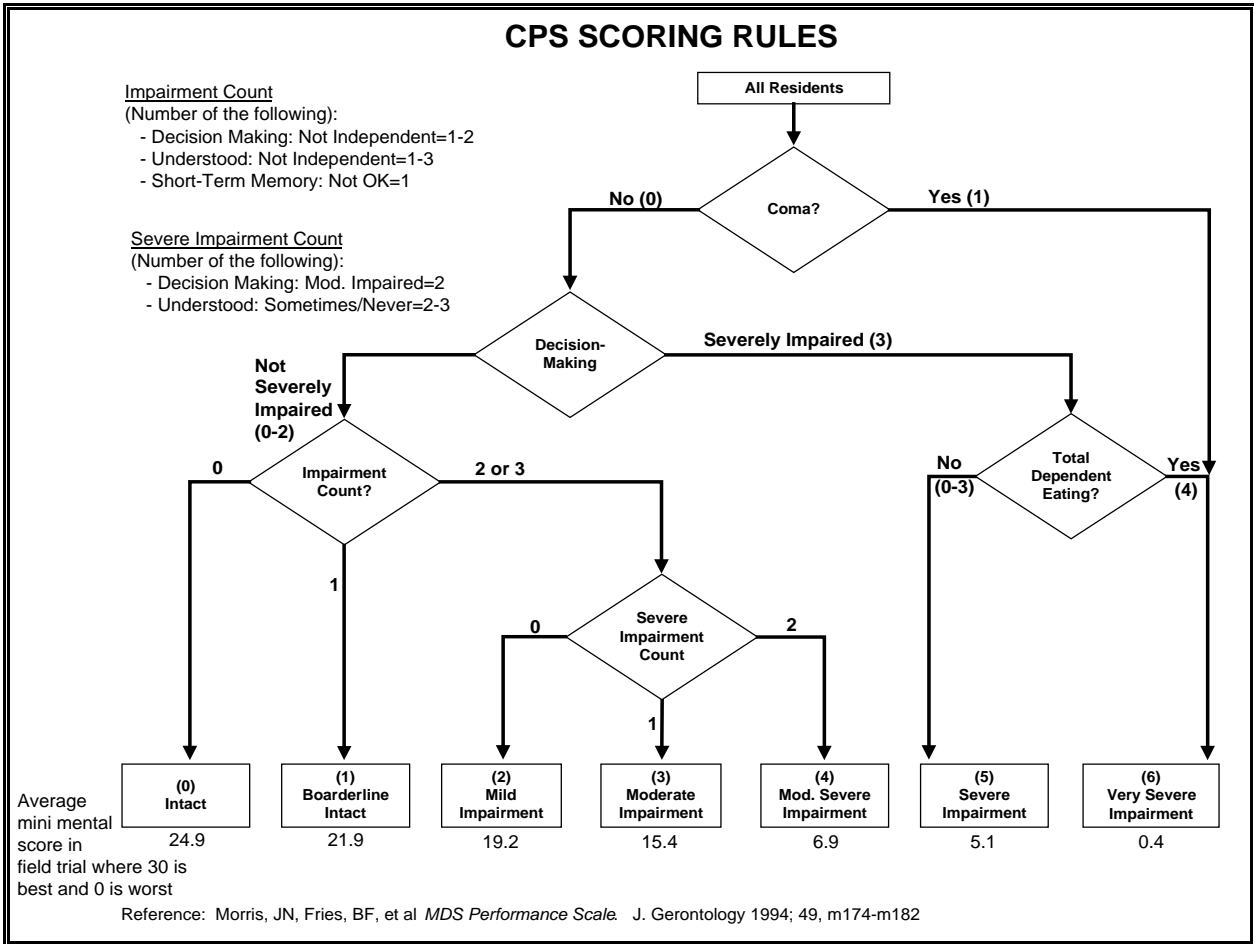 CPS SCORING RULES
Impairment Count
(Number of the following):
- Decision Making: Not Independent=1-2
- Understood: Not Independent=1-3
- Short-Term Memory: Not OK=1
Severe Impairment Count
(Number of the following):
- Decision Making: Mod. Impaired=2
- Understood: Sometimes/Never=2-3
All Residents
Coma?
No (0)
Yes (1)
Decision-
Making
Severely Impaired (3)
Not
Severely
Impaired
(0-2)
Impairment
Count?
0
2 or 3
1
Total
Dependent
Eating?
No
(0-3)
Yes
(4)
Severe
Impairment
Count
0
2
1
(0)
Intact
(1)
Boarderline
Intact
(2)
Mild
Impairment
(3)
Moderate
Impairment
(4)
Mod. Severe
Impairment
(5)
Severe
Impairment
(6)
Very Severe
Impairment
Average
mini mental
score in
field trial where 30 is
best and 0 is worst
24.9
21.9
19.2
15.4
6.9
5.1
0.4
Reference: Morris, JN, Fries, BF, et al MDS Performance Scale. J. Gerontology 1994; 49, m174-m182